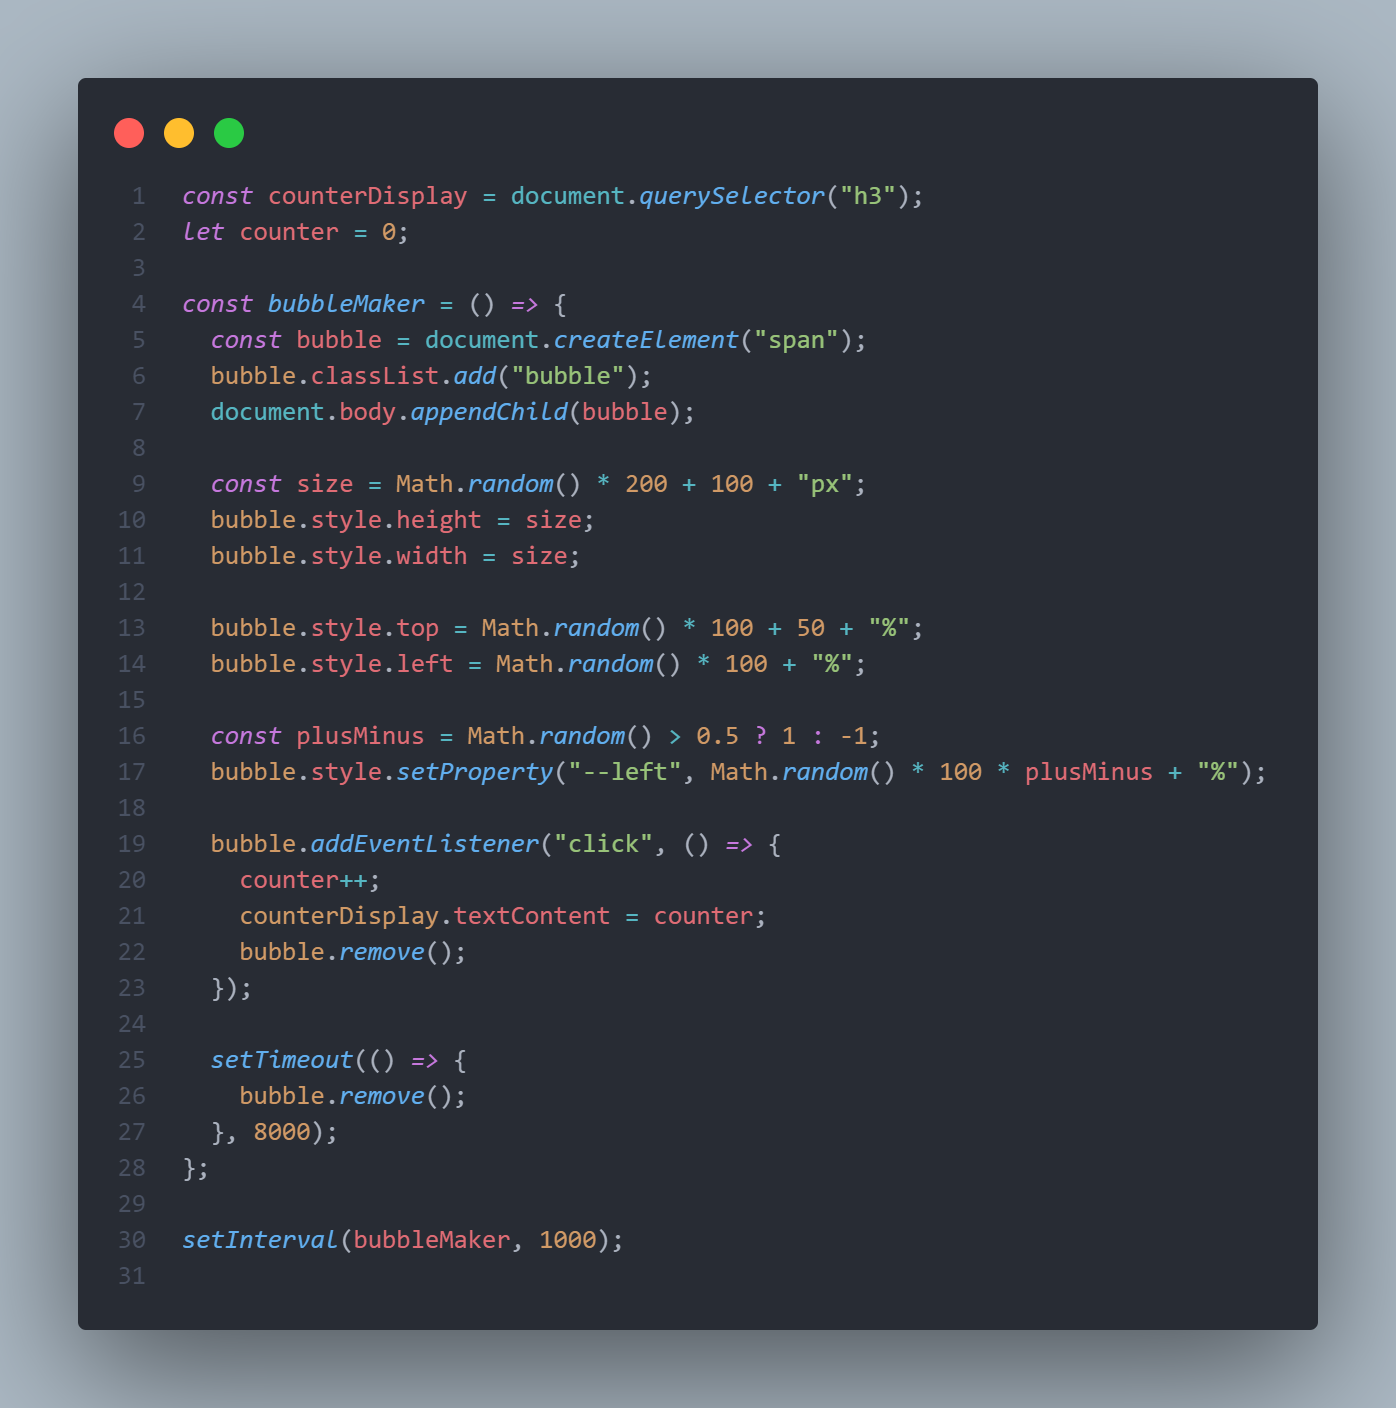 1 const counterDisplay = document.querySelector("h3");
2 let counter = 0;
3
4 const bubbleMaker = () => {
5   const bubble = document.createElement("span");
6   bubble.classList.add("bubble");
7   document.body.appendChild(bubble);
8
9   const size = Math.random() * 200 + 100 + "px";
10   bubble.style.height = size;
11   bubble.style.width = size;
12
13   bubble.style.top = Math.random() * 100 + 50 + "%";
14   bubble.style.left = Math.random() * 100 + "%";
15
16   const plusMinus = Math.random() > 0.5 ? 1 : -1;
17   bubble.style.setProperty("--left", Math.random() * 100 * plusMinus + "%");
18
19   bubble.addEventListener("click", () => {
20     counter++;
21     counterDisplay.textContent = counter;
22     bubble.remove();
23   });
24
25   setTimeout(() => {
26     bubble.remove();
27   }, 8000);
28 };
29
30 setInterval(bubbleMaker, 1000);
31